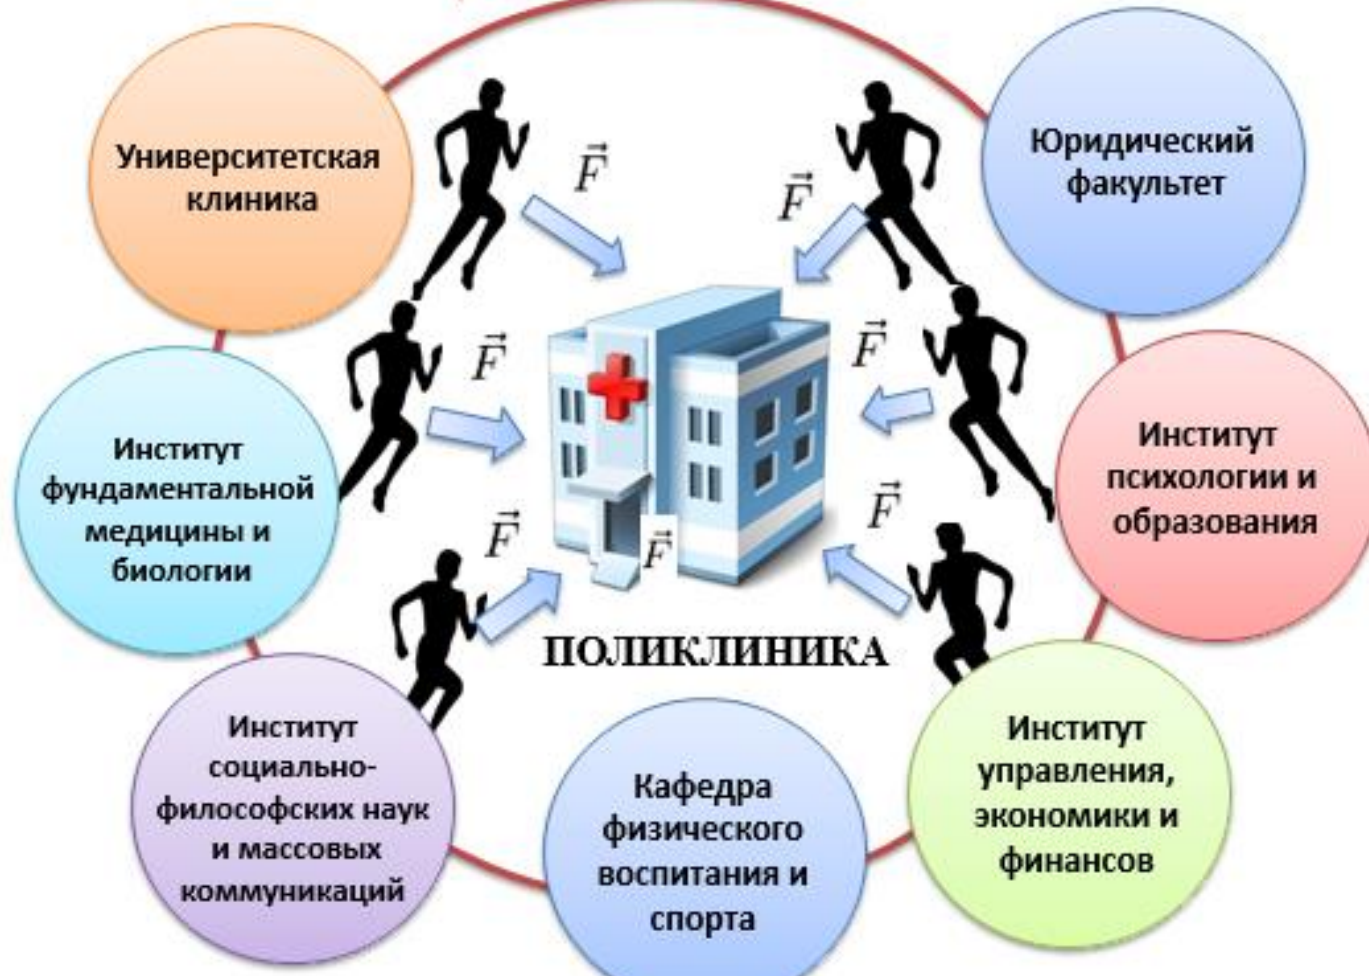 Университетская
клиника
Юридический
факультет
Институт
фундаментальной
медицины и
биологии
Институт
психологии и
образования
Институт
социально-
философских наук
и массовых
коммуникаций
Кафедра
физического
воспитания и
спорта
Институт
управления,
экономики и
финансов
ПОЛИКЛИНИКА
F⃗
F⃗
F⃗
F⃗
F⃗
F⃗
F⃗